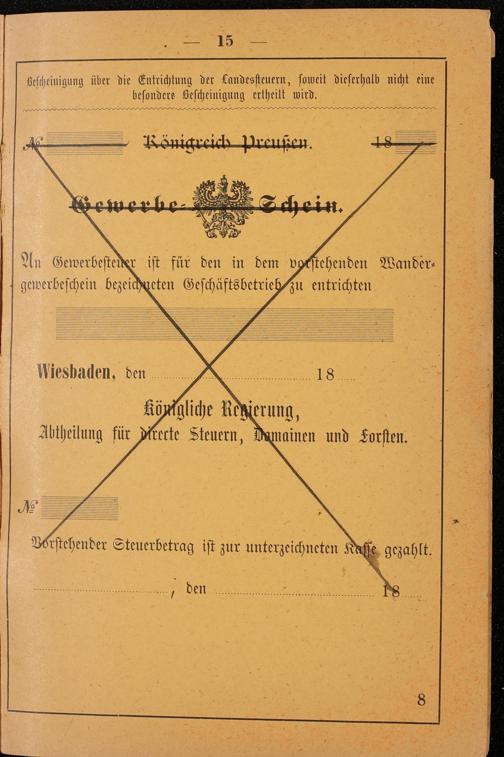 — 15 —
Bescheinigung über die Entrichtung der Landessteuern, soweit dieserhalb nicht eine
besondere Bescheinigung ertheilt wird.
№ Königreich Preußen. 18
Gewerbe- Schein.
An Gewerbesteuer ist für den in dem vorstehenden Wander-
gewerbeschein bezeichneten Geschäftsbetrieb zu entrichten
Wiesbaden, den 18
Königliche Regierung,
Abtheilung für directe Steuern, Domainen und Forsten.
№
Vorstehender Steuerbetrag ist zur unterzeichneten Kasse gezahlt.
, den 18
8